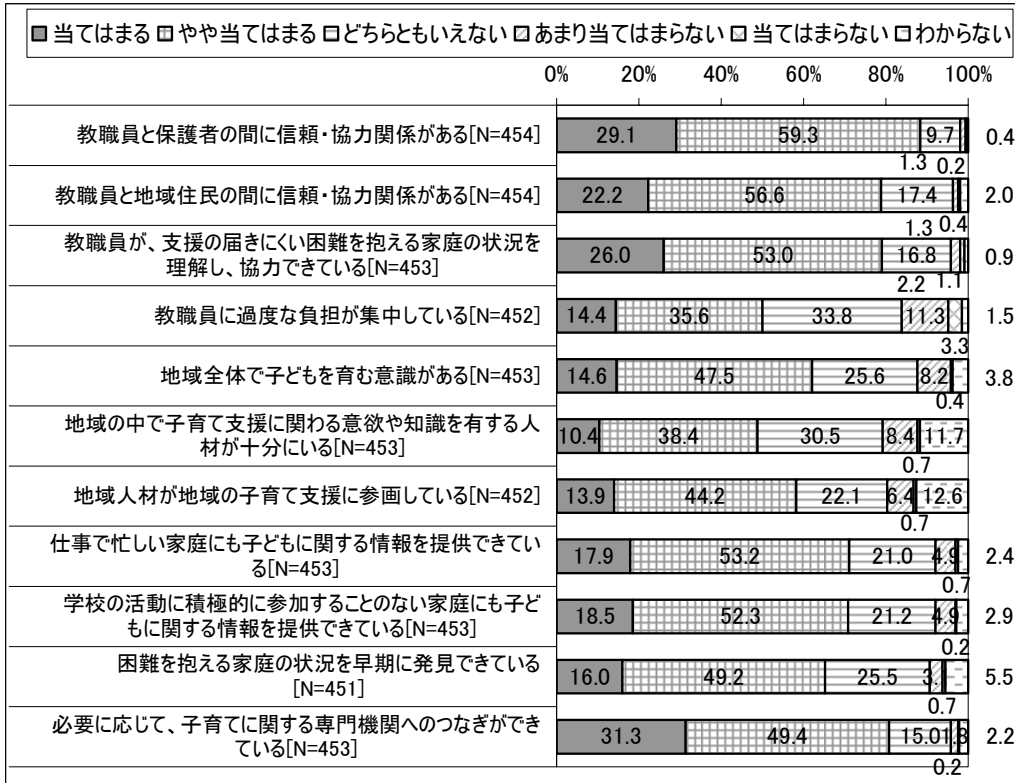 ■当てはまる 田やや当てはまる 日どちらともいえない 口あまり当てはまらない 口当てはまらない 口わからない
0% 20% 40% 60% 80% 100%
教職員と保護者の間に信頼・協力関係がある[N=454] 29.1 59.3 9.7 0.4
1.3 0.2
教職員と地域住民の間に信頼・協力関係がある[N=454] 22.2 56.6 17.4 2.0
1.3 0.4
教職員が、支援の届きにくい困難を抱える家庭の状況を
理解し、協力できている[N=453] 26.0 53.0 16.8 0.9
2.2 1.1
教職員に過度な負担が集中している[N=452] 14.4 35.6 33.8 11.3 1.5
3.3
地域全体で子どもを育む意識がある[N=453] 14.6 47.5 25.6 8.2 3.8
0.4
地域の中で子育て支援に関わる意欲や知識を有する人
材が十分にいる[N=453] 10.4 38.4 30.5 8.4 11.7
0.7
地域人材が地域の子育て支援に参画している[N=452] 13.9 44.2 22.1 6.4 12.6
0.7
仕事で忙しい家庭にも子どもに関する情報を提供できてい
る[N=453] 17.9 53.2 21.0 4.9 2.4
0.7
学校の活動に積極的に参加することのない家庭にも子ど
もに関する情報を提供できている[N=453] 18.5 52.3 21.2 4.9 2.9
0.2
困難を抱える家庭の状況を早期に発見できている
[N=451] 16.0 49.2 25.5 5.5
0.7
必要に応じて、子育てに関する専門機関へのつなぎができ
ている[N=453] 31.3 49.4 15.0 1.8 2.2
0.2